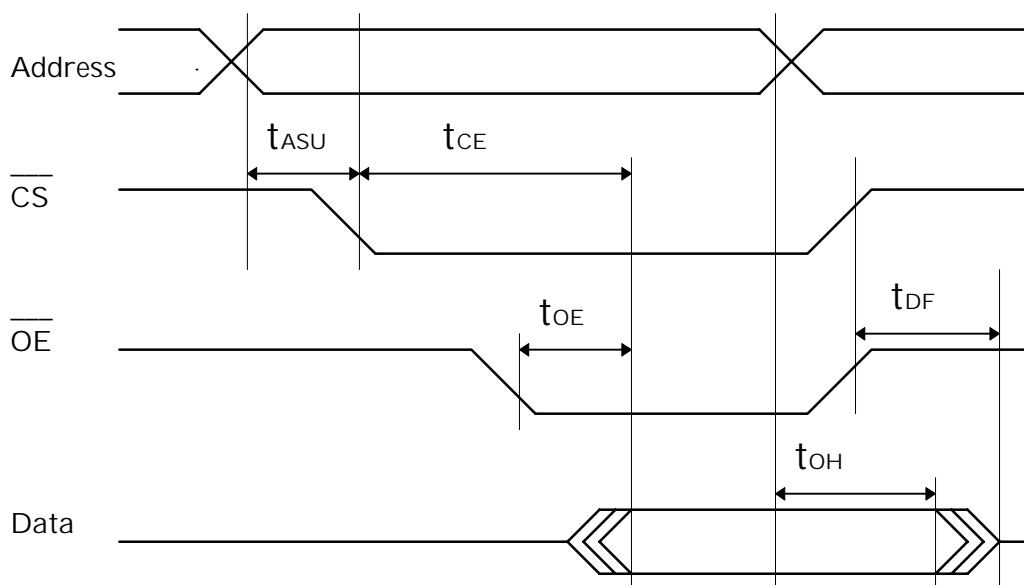 Address
tASU
tCE
CS
tDF
tOE
OE
tOH
Data